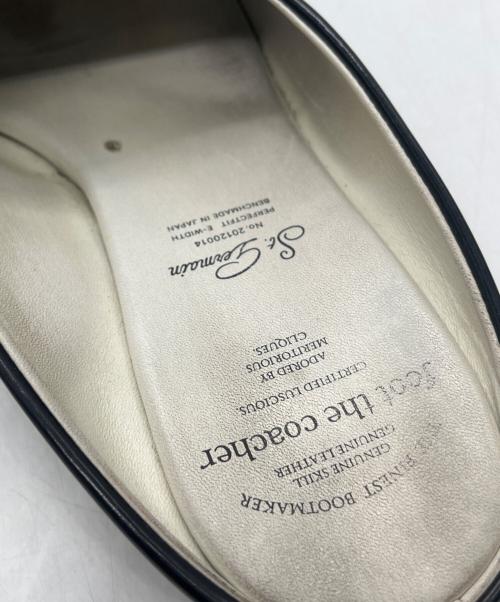 FINEST BOOTMAKER
GENUINE SKILL
GENUINE LEATHER
foot the coacher
CERTIFIED LUSCIOUS.
ADORED BY
MERITORIOUS
CLIQUES.
St. Germain
NO.20120014
PERFECTFIT E-WIDTH
BENCHMADE IN JAPAN